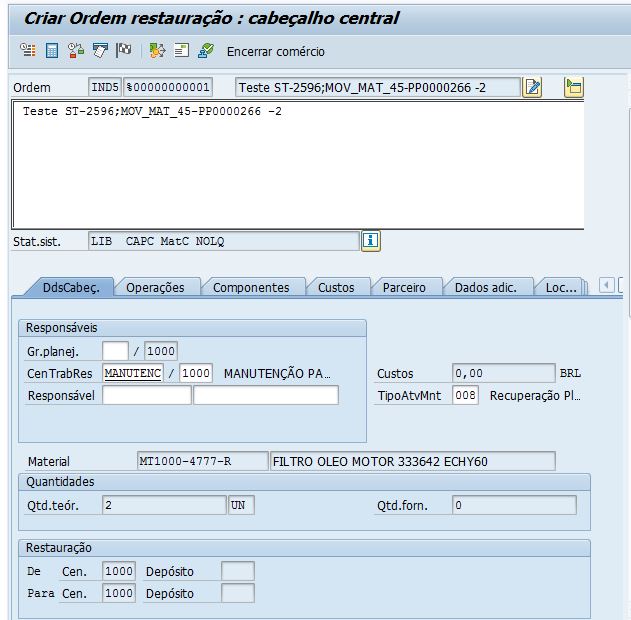 Criar Ordem restauração : cabeçalho central
Encerrar comércio
Ordem IND5 %00000000001 Teste ST-2596;MOV_MAT_45-PP0000266 -2
Teste ST-2596;MOV_MAT_45-PP0000266 -2
Stat.sist. LIB CAPC MatC NOLQ
DdsCabeç. Operações Componentes Custos Parceiro Dados adic. Loc...
Responsáveis
Gr.planej. / 1000
CenTrabRes MANUTENC / 1000 MANUTENÇÃO PA... Custos 0,00 BRL
Responsável TipoAtvMnt 008 Recuperação Pl...
Material MT1000-4777-R FILTRO OLEO MOTOR 333642 ECHY60
Quantidades
Qtd.teór. 2 UN Qtd.forn. 0
Restauração
De Cen. 1000 Depósito
Para Cen. 1000 Depósito